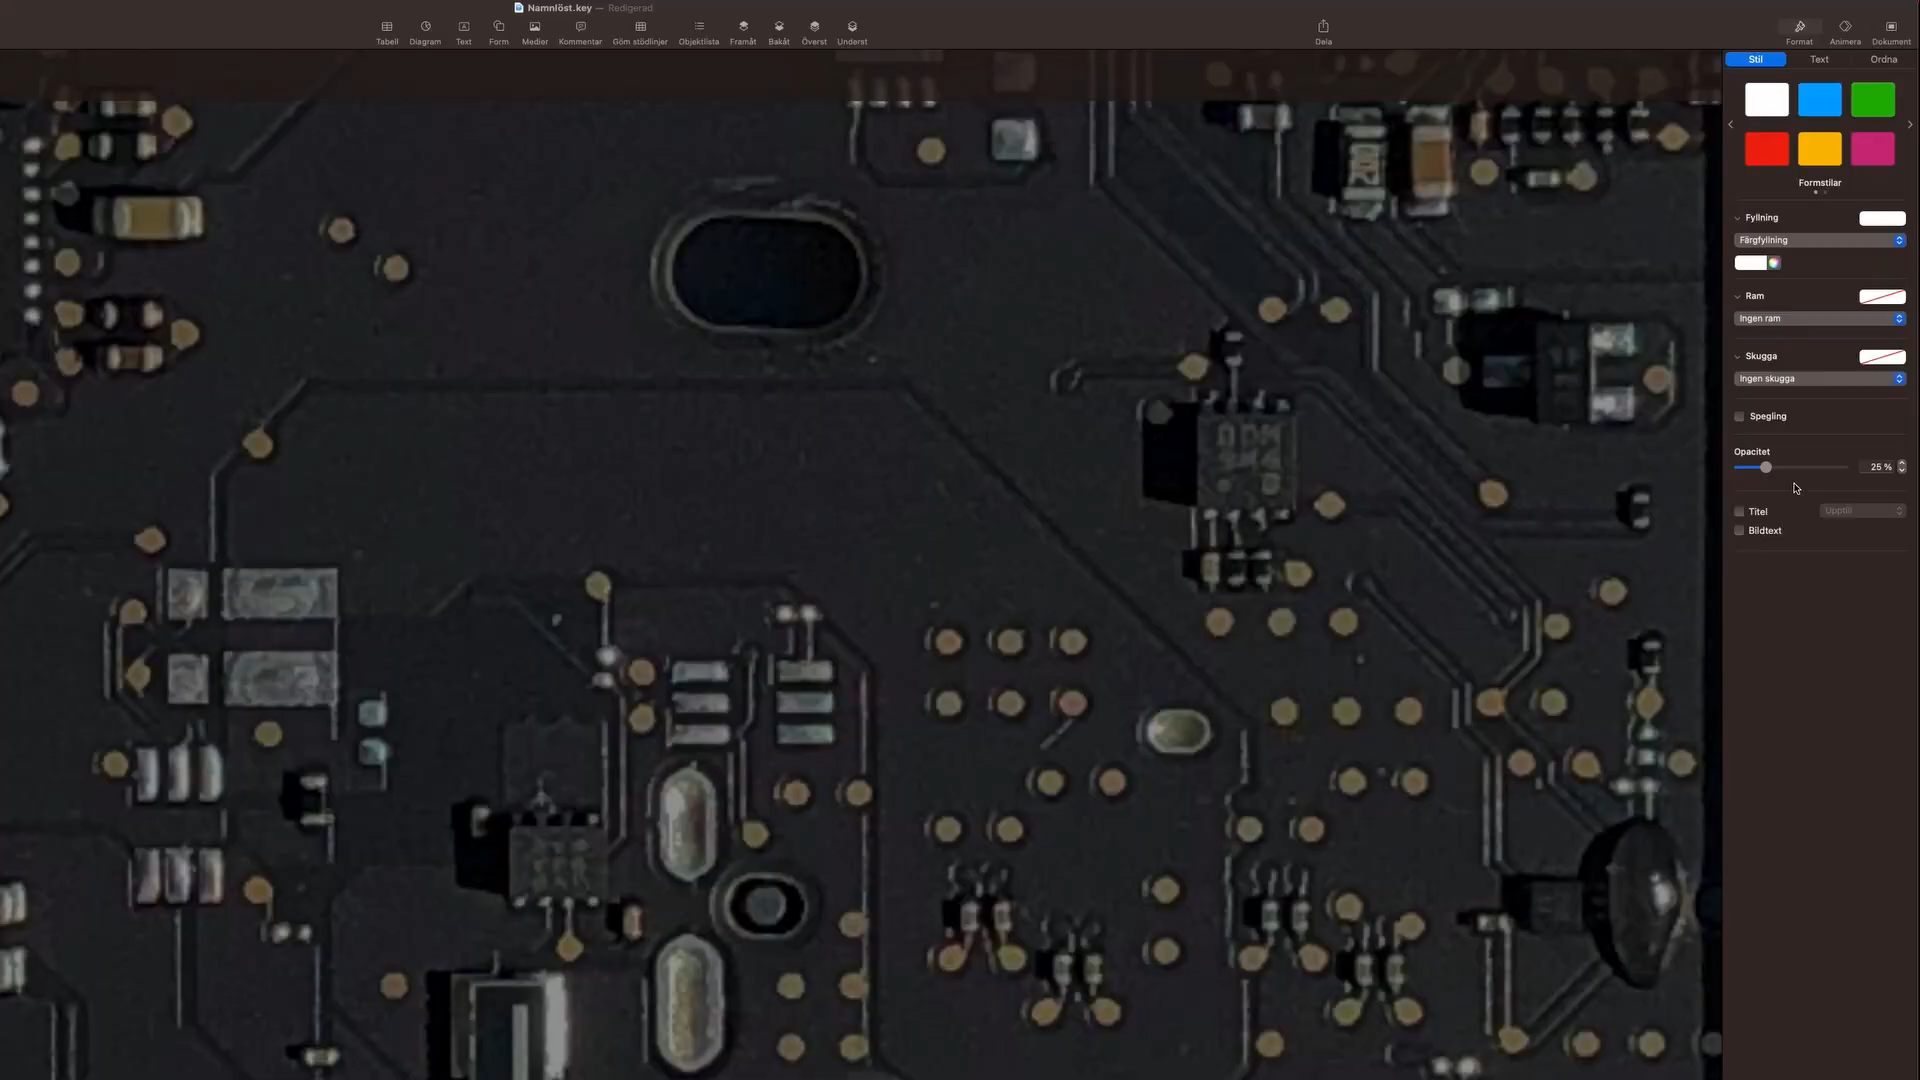 Namnlöst.key — Redigerad
Tabell Diagram Text Form Medier Kommentar Göm stödlinjer Objektlista Framåt Bakåt Överst Underst Dela Format Animera Dokument
Stil Text Ordna
Formstilar
Fyllning
Färgfyllning
Ram
Ingen ram
Skugga
Ingen skugga
Spegling
Opacitet
25 %
Titel Upptill
Bildtext